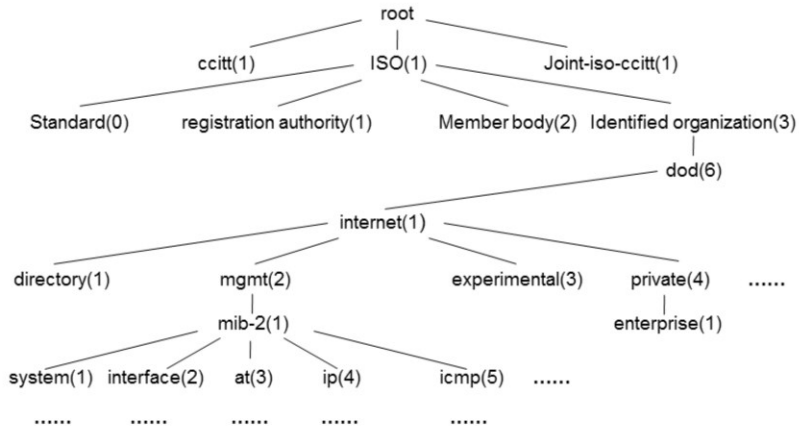 root
ccitt(1) ISO(1) Joint-iso-ccitt(1)
Standard(0) registration authority(1) Member body(2) Identified organization(3)
dod(6)
internet(1)
directory(1) mgmt(2) experimental(3) private(4) ......
mib-2(1) enterprise(1)
system(1) interface(2) at(3) ip(4) icmp(5) ......
...... ...... ...... ...... ......